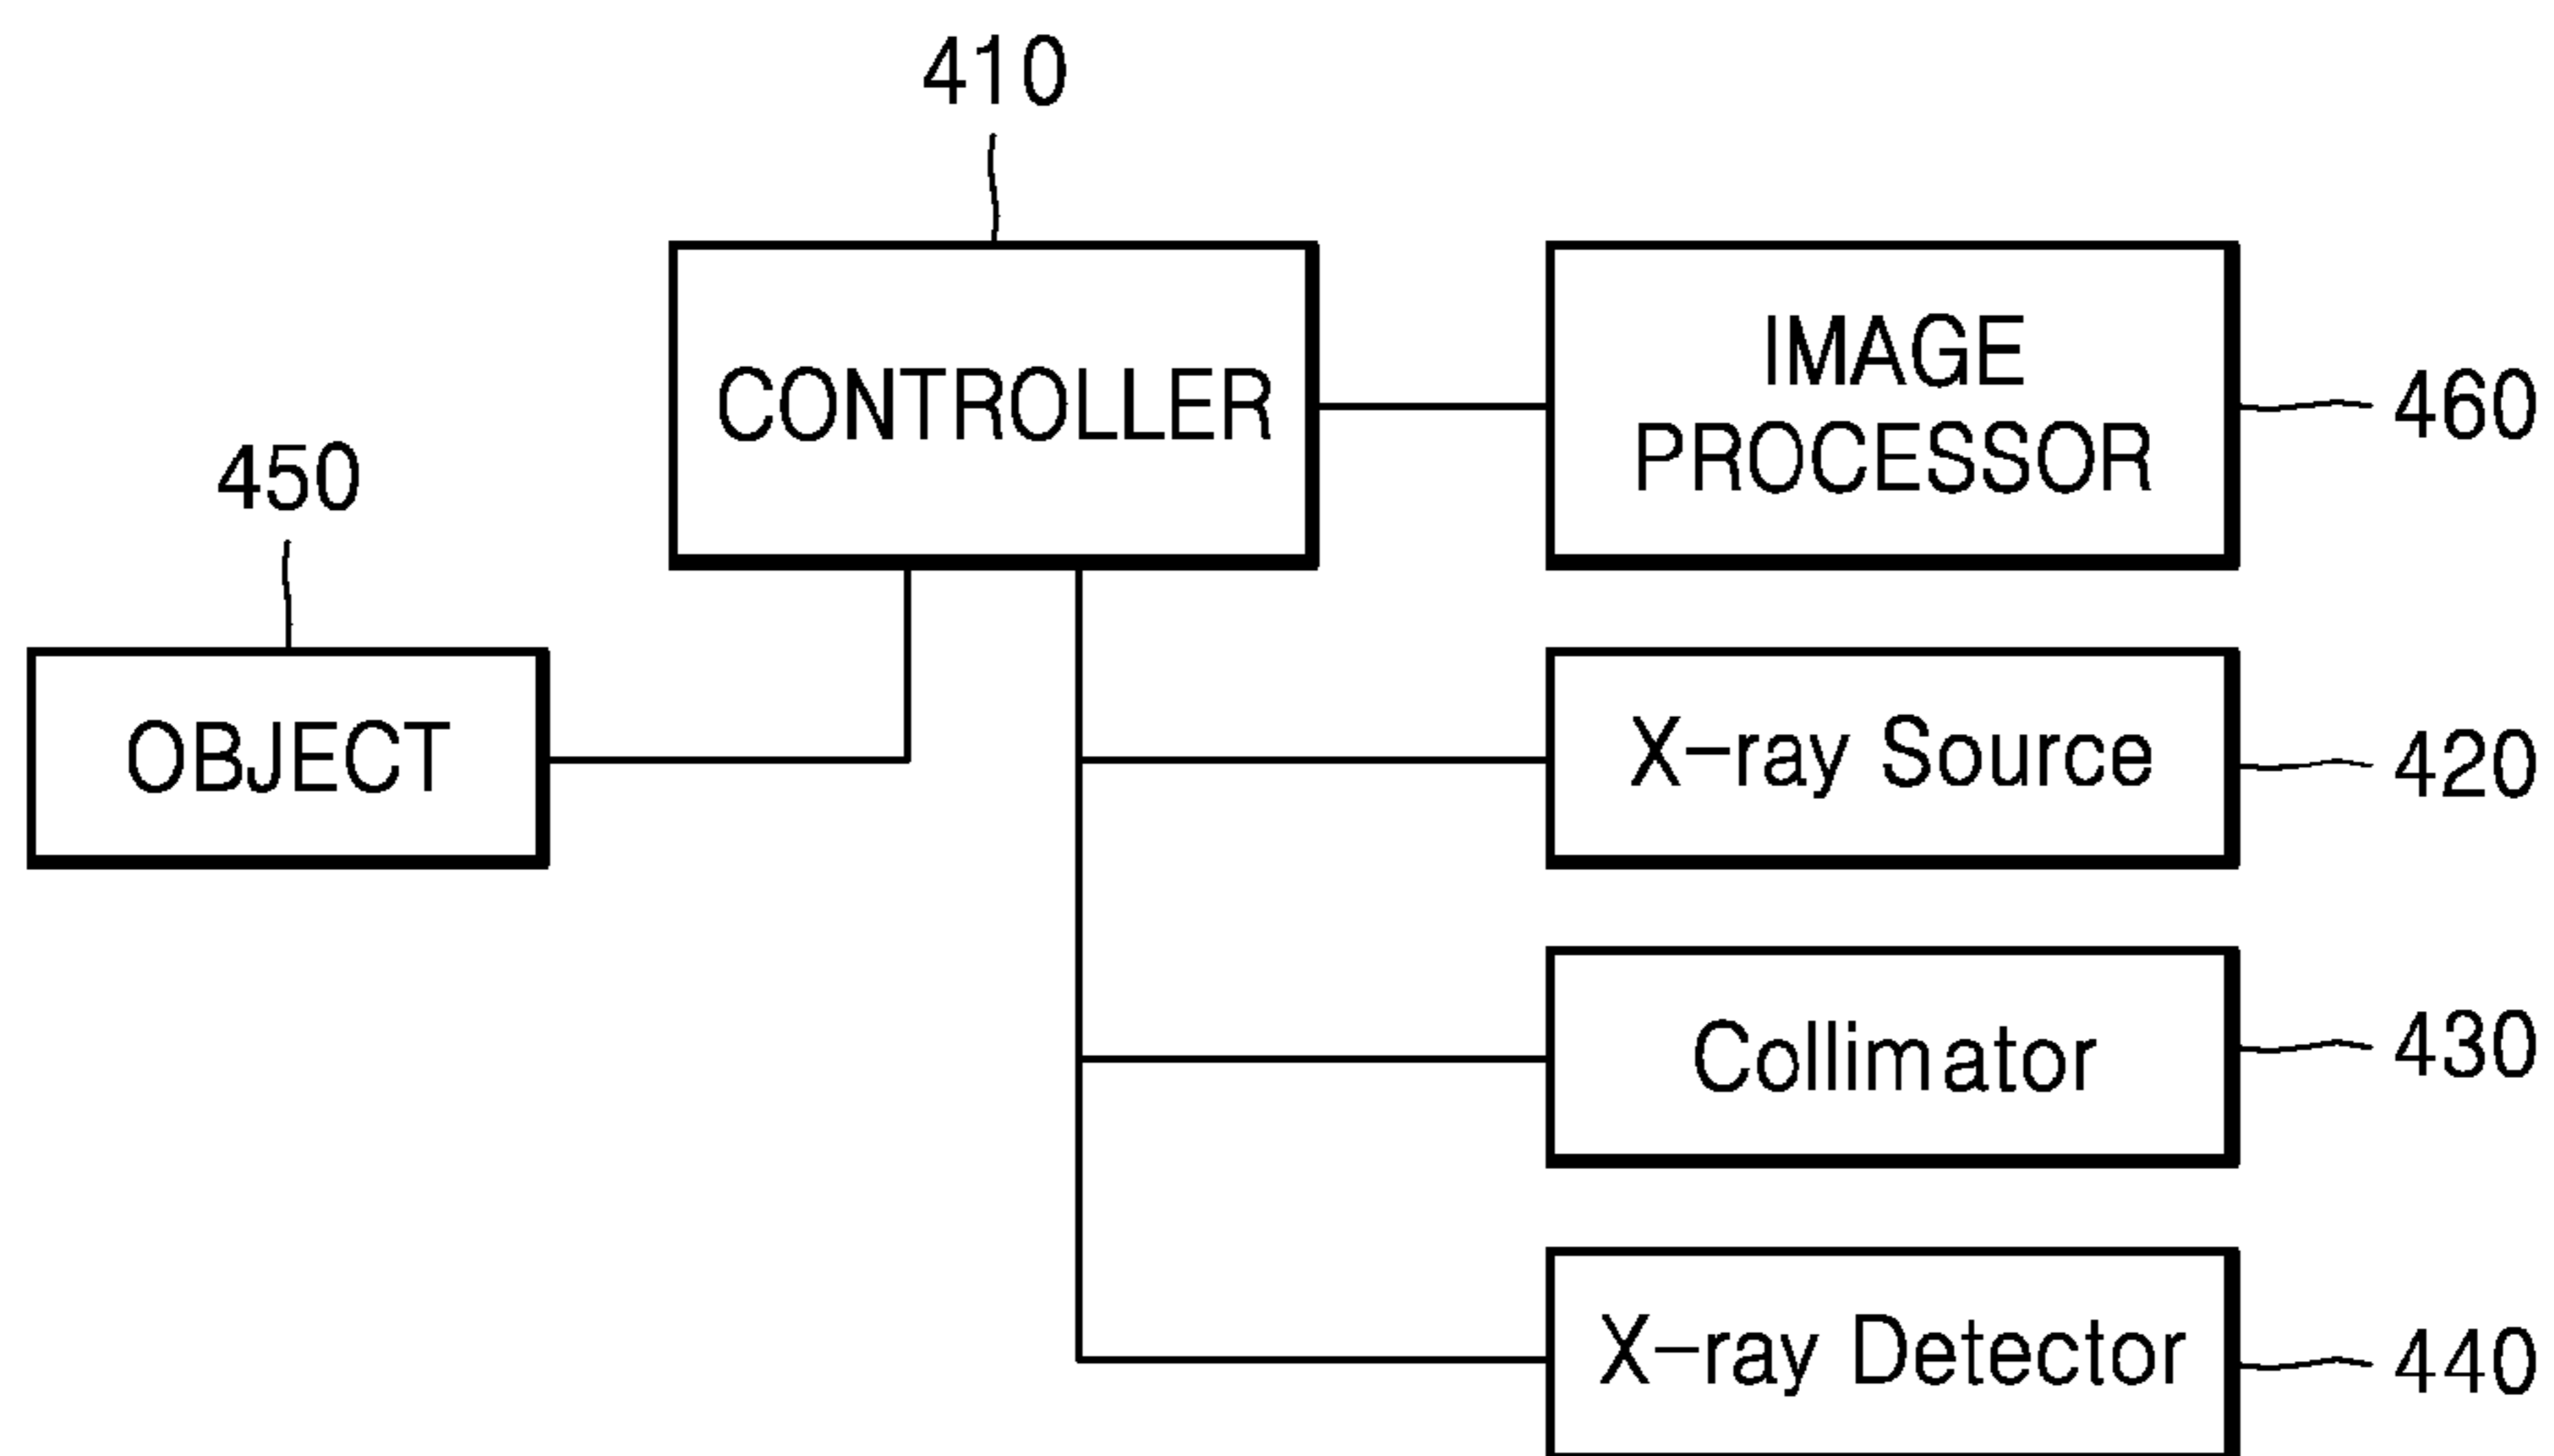 410
CONTROLLER
IMAGE
PROCESSOR
460
450
OBJECT
X-ray Source
420
Collimator
430
X-ray Detector
440